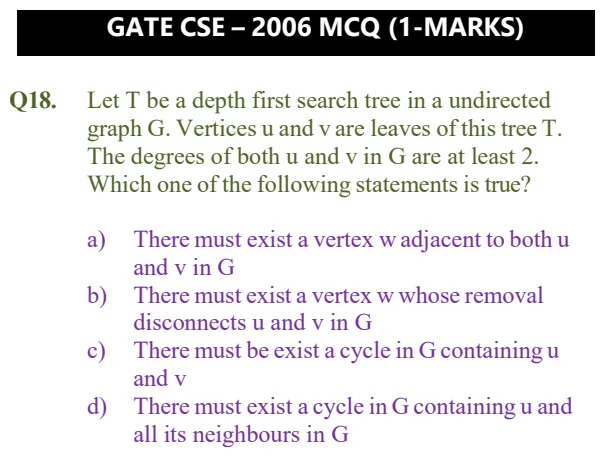 GATE CSE – 2006 MCQ (1-MARKS)
Q18. Let T be a depth first search tree in a undirected
graph G. Vertices u and v are leaves of this tree T.
The degrees of both u and v in G are at least 2.
Which one of the following statements is true?
a) There must exist a vertex w adjacent to both u
and v in G
b) There must exist a vertex w whose removal
disconnects u and v in G
c) There must be exist a cycle in G containing u
and v
d) There must exist a cycle in G containing u and
all its neighbours in G